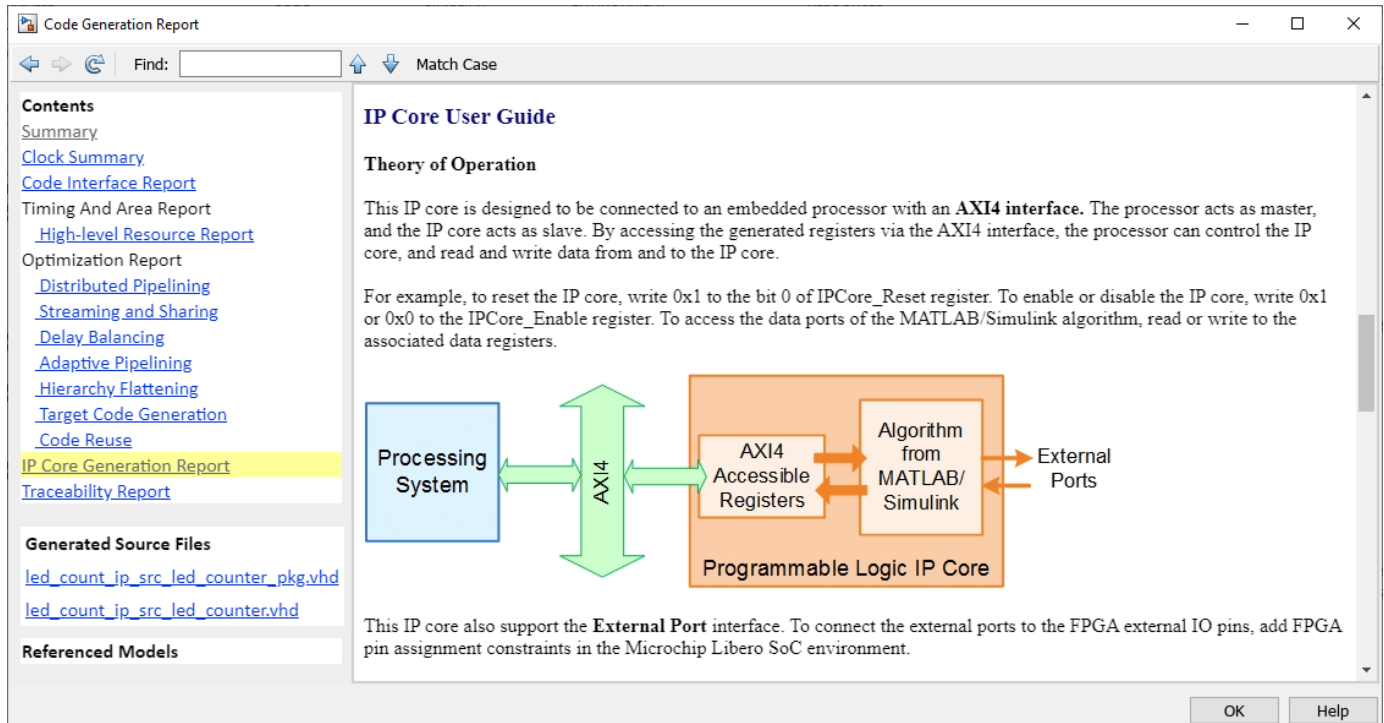 Code Generation Report
Find:
Match Case
Contents
Summary
Clock Summary
Code Interface Report
Timing And Area Report
High-level Resource Report
Optimization Report
Distributed Pipelining
Streaming and Sharing
Delay Balancing
Adaptive Pipelining
Hierarchy Flattening
Target Code Generation
Code Reuse
IP Core Generation Report
Traceability Report
Generated Source Files
led_count_ip_src_led_counter_pkg.vhd
led_count_ip_src_led_counter.vhd
Referenced Models
IP Core User Guide
Theory of Operation
This IP core is designed to be connected to an embedded processor with an AXI4 interface. The processor acts as master,
and the IP core acts as slave. By accessing the generated registers via the AXI4 interface, the processor can control the IP
core, and read and write data from and to the IP core.
For example, to reset the IP core, write 0x1 to the bit 0 of IPCore_Reset register. To enable or disable the IP core, write 0x1
or 0x0 to the IPCore_Enable register. To access the data ports of the MATLAB/Simulink algorithm, read or write to the
associated data registers.
Processing
System
AXI4
AXI4
Accessible
Registers
Algorithm
from
MATLAB/
Simulink
External
Ports
Programmable Logic IP Core
This IP core also support the External Port interface. To connect the external ports to the FPGA external IO pins, add FPGA
pin assignment constraints in the Microchip Libero SoC environment.
OK
Help